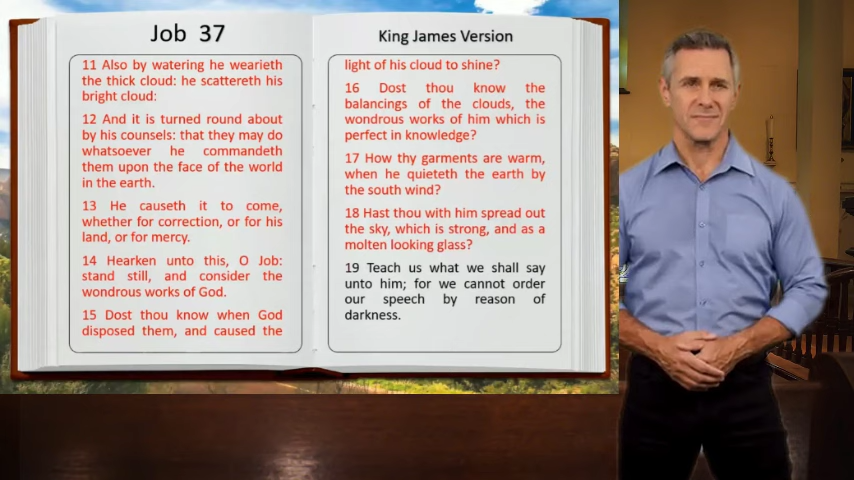 Job 37
11 Also by watering he wearieth
the thick cloud: he scattereth his
bright cloud:
12 And it is turned round about
by his counsels: that they may do
whatsoever he commandeth
them upon the face of the world
in the earth.
13 He causeth it to come,
whether for correction, or for his
land, or for mercy.
14 Hearken unto this, O Job:
stand still, and consider the
wondrous works of God.
15 Dost thou know when God
disposed them, and caused the
King James Version
light of his cloud to shine?
16 Dost thou know the
balancings of the clouds, the
wondrous works of him which is
perfect in knowledge?
17 How thy garments are warm,
when he quieteth the earth by
the south wind?
18 Hast thou with him spread out
the sky, which is strong, and as a
molten looking glass?
19 Teach us what we shall say
unto him; for we cannot order
our speech by reason of
darkness.